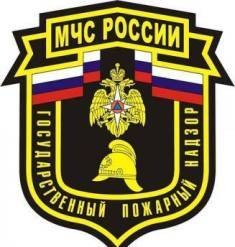 МЧС РОССИИ
ГОСУДАРСТВЕННЫЙ ПОЖАРНЫЙ НАДЗОР